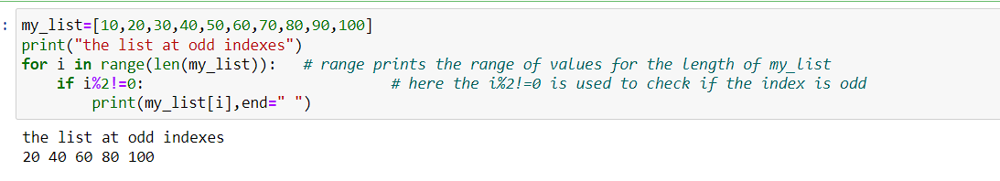 : my_list=[10,20,30,40,50,60,70,80,90,100]
print("the list at odd indexes")
for i in range(len(my_list)):   # range prints the range of values for the length of my_list
    if i%2!=0:                            # here the i%2!=0 is used to check if the index is odd
        print(my_list[i],end=" ")
the list at odd indexes
20 40 60 80 100